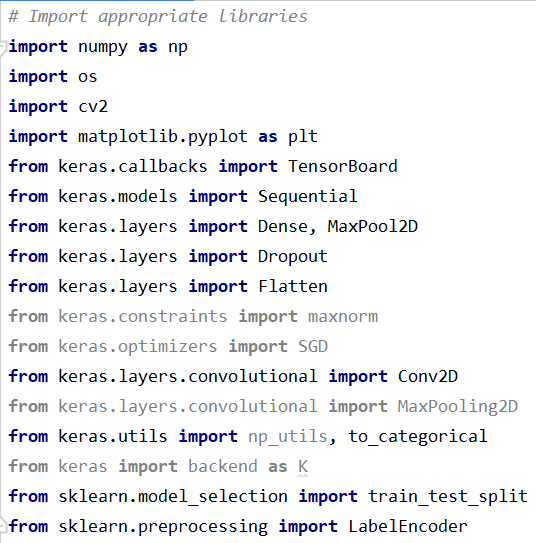 # Import appropriate libraries
import numpy as np
import os
import cv2
import matplotlib.pyplot as plt
from keras.callbacks import TensorBoard
from keras.models import Sequential
from keras.layers import Dense, MaxPool2D
from keras.layers import Dropout
from keras.layers import Flatten
from keras.constraints import maxnorm
from keras.optimizers import SGD
from keras.layers.convolutional import Conv2D
from keras.layers.convolutional import MaxPooling2D
from keras.utils import np_utils, to_categorical
from keras import backend as K
from sklearn.model_selection import train_test_split
from sklearn.preprocessing import LabelEncoder